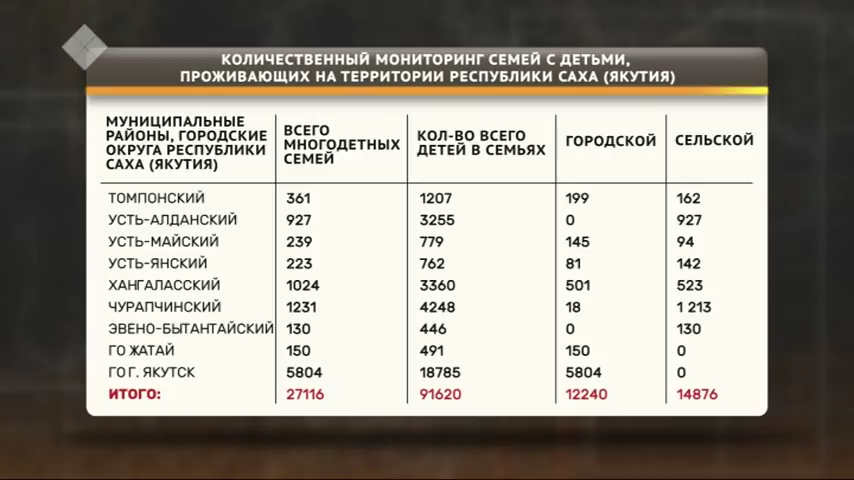 КОЛИЧЕСТВЕННЫЙ МОНИТОРИНГ СЕМЕЙ С ДЕТЬМИ,
ПРОЖИВАЮЩИХ НА ТЕРРИТОРИИ РЕСПУБЛИКИ САХА (ЯКУТИЯ)
МУНИЦИПАЛЬНЫЕ
РАЙОНЫ, ГОРОДСКИЕ
ОКРУГА РЕСПУБЛИКИ
САХА (ЯКУТИЯ)
ВСЕГО
МНОГОДЕТНЫХ
СЕМЕЙ
КОЛ-ВО ВСЕГО
ДЕТЕЙ В СЕМЬЯХ
ГОРОДСКОЙ
СЕЛЬСКОЙ
ТОМПОНСКИЙ 361 1207 199 162
УСТЬ-АЛДАНСКИЙ 927 3255 0 927
УСТЬ-МАЙСКИЙ 239 779 145 94
УСТЬ-ЯНСКИЙ 223 762 81 142
ХАНГАЛАССКИЙ 1024 3360 501 523
ЧУРАПЧИНСКИЙ 1231 4248 18 1 213
ЭВЕНО-БЫТАНТАЙСКИЙ 130 446 0 130
ГО ЖАТАЙ 150 491 150 0
ГО Г. ЯКУТСК 5804 18785 5804 0
ИТОГО: 27116 91620 12240 14876